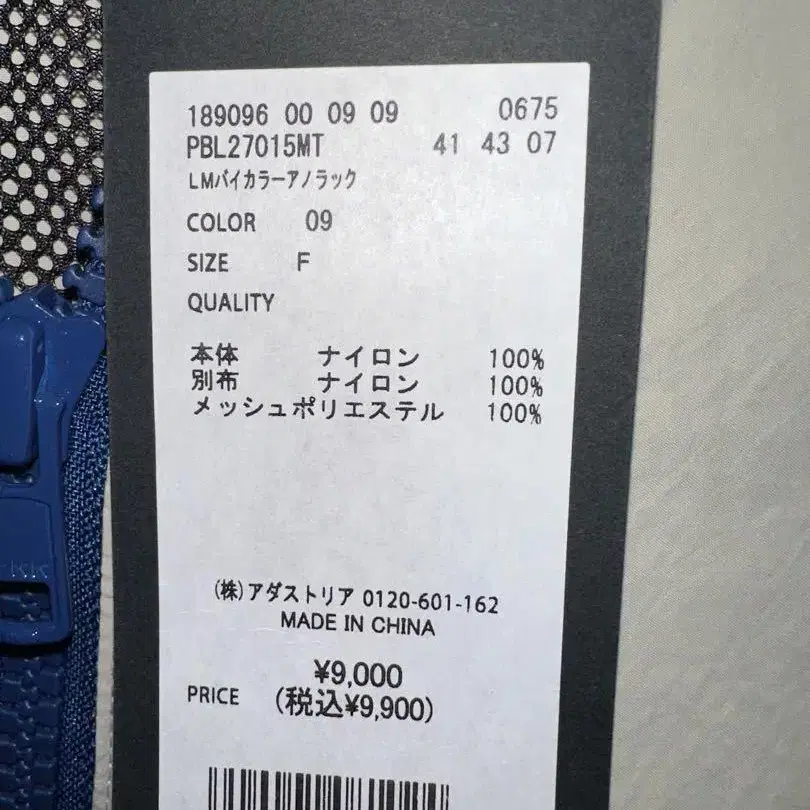 189096 00 09 09 0675
PBL27015MT 41 43 07
LMバイカラーアノラック
COLOR 09
SIZE F
QUALITY
本体 ナイロン 100%
別布 ナイロン 100%
メッシュポリエステル 100%
(株)アダストリア 0120-601-162
MADE IN CHINA
¥9,000
PRICE (税込¥9,900)